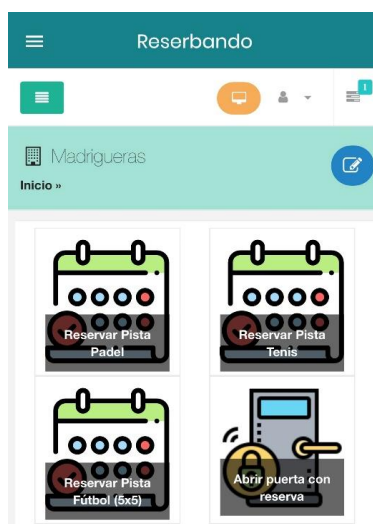 Reserbando
1
Madrigueras
Inicio »
Reservar Pista
Padel
Reservar Pista
Tenis
Reservar Pista
Fútbol (5x5)
Abrir puerta con
reserva